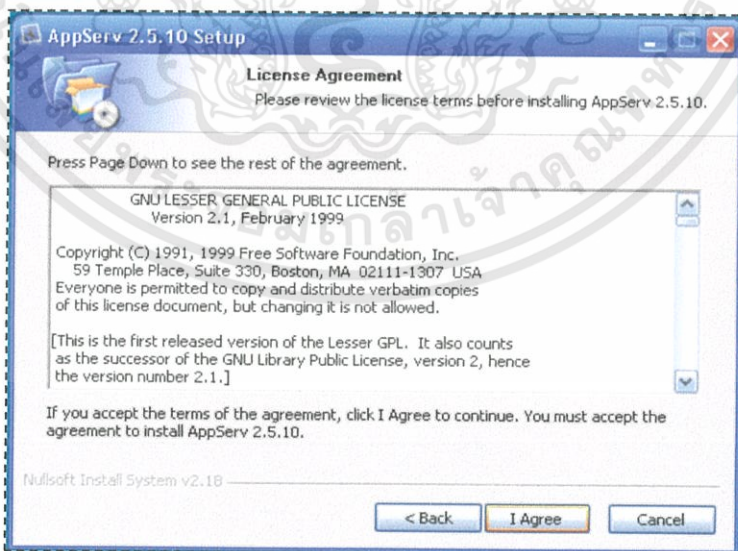 AppServ 2.5.10 Setup
License Agreement
Please review the license terms before installing AppServ 2.5.10.
Press Page Down to see the rest of the agreement.
GNU LESSER GENERAL PUBLIC LICENSE
Version 2.1, February 1999
Copyright (C) 1991, 1999 Free Software Foundation, Inc.
59 Temple Place, Suite 330, Boston, MA 02111-1307 USA
Everyone is permitted to copy and distribute verbatim copies
of this license document, but changing it is not allowed.
[This is the first released version of the Lesser GPL. It also counts
as the successor of the GNU Library Public License, version 2, hence
the version number 2.1.]
If you accept the terms of the agreement, click I Agree to continue. You must accept the
agreement to install AppServ 2.5.10.
Nullsoft Install System v2.18
< Back
I Agree
Cancel